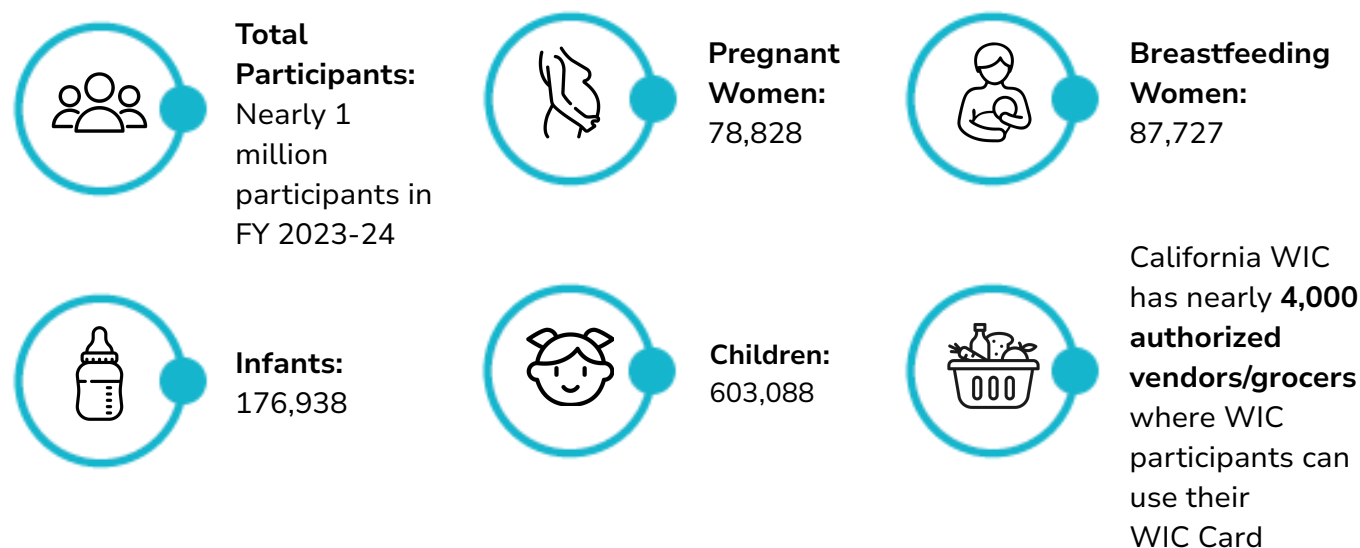 Total
Participants:
Nearly 1
million
participants in
FY 2023-24
Pregnant
Women:
78,828
Breastfeeding
Women:
87,727
Infants:
176,938
Children:
603,088
California WIC
has nearly 4,000
authorized
vendors/grocers
where WIC
participants can
use their
WIC Card